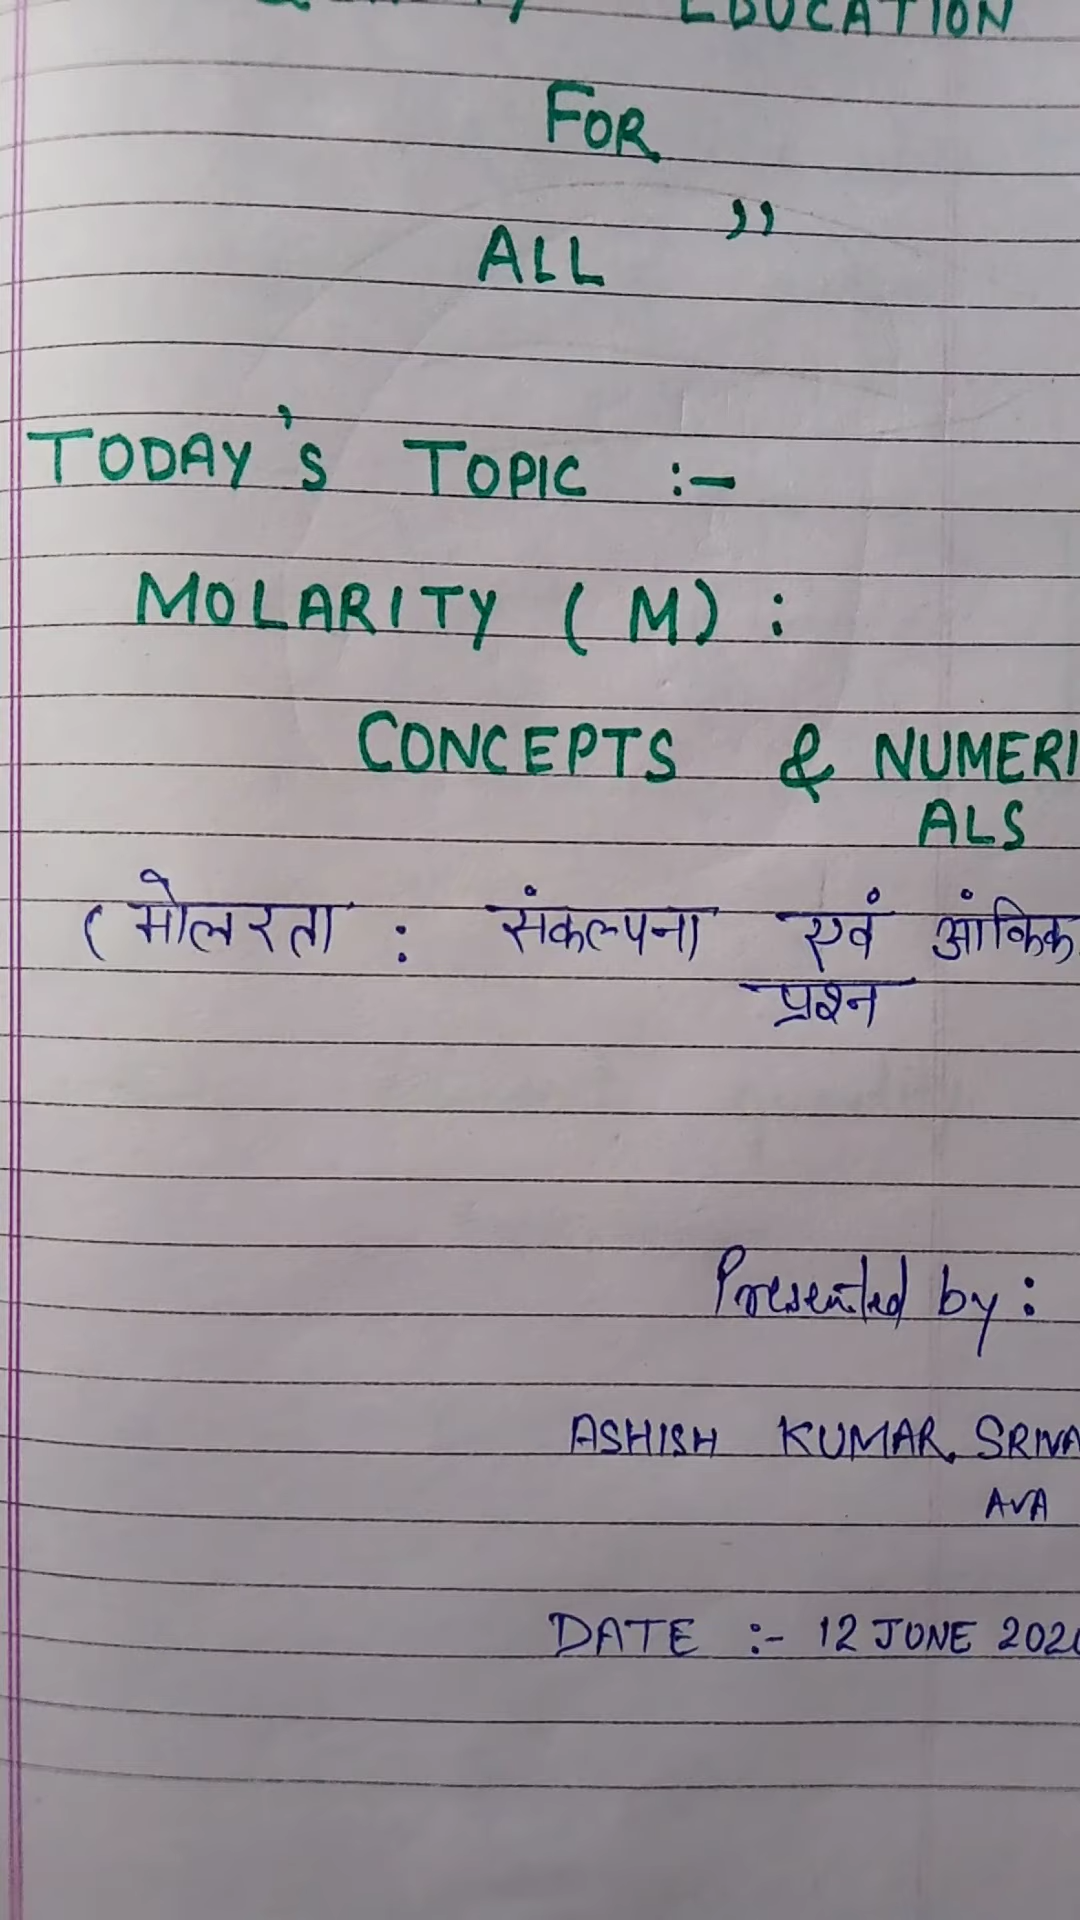 EDUCATION
FOR
ALL ”
TODAY'S TOPIC :-
MOLARITY (M) :
CONCEPTS & NUMERI
ALS
(मोलरता : संकल्पना एवं आंकिक
प्रश्न
Presented by :
ASHISH KUMAR SRIVA
AVA
DATE :- 12 JUNE 202